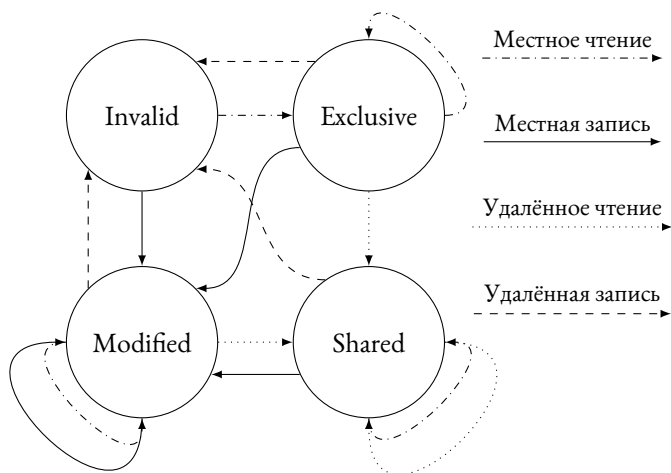 Invalid
Exclusive
Modified
Shared
Местное чтение
Местная запись
Удалённое чтение
Удалённая запись